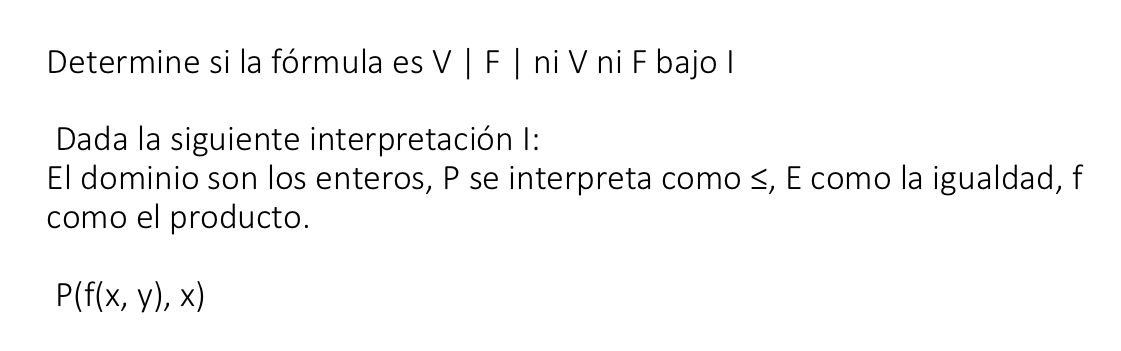 Determine si la fórmula es V | F | ni V ni F bajo I
Dada la siguiente interpretación I:
El dominio son los enteros, P se interpreta como ≤, E como la igualdad, f
como el producto.
P(f(x, y), x)